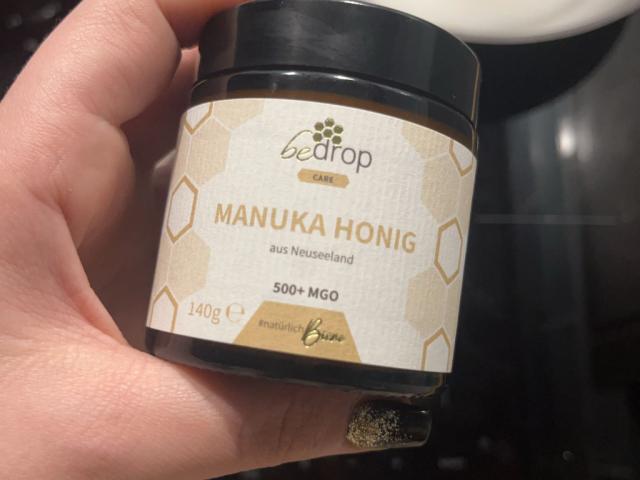 bedrop
CARE
MANUKA HONIG
aus Neuseeland
500+ MGO
140g ℮
#natürlich Biene